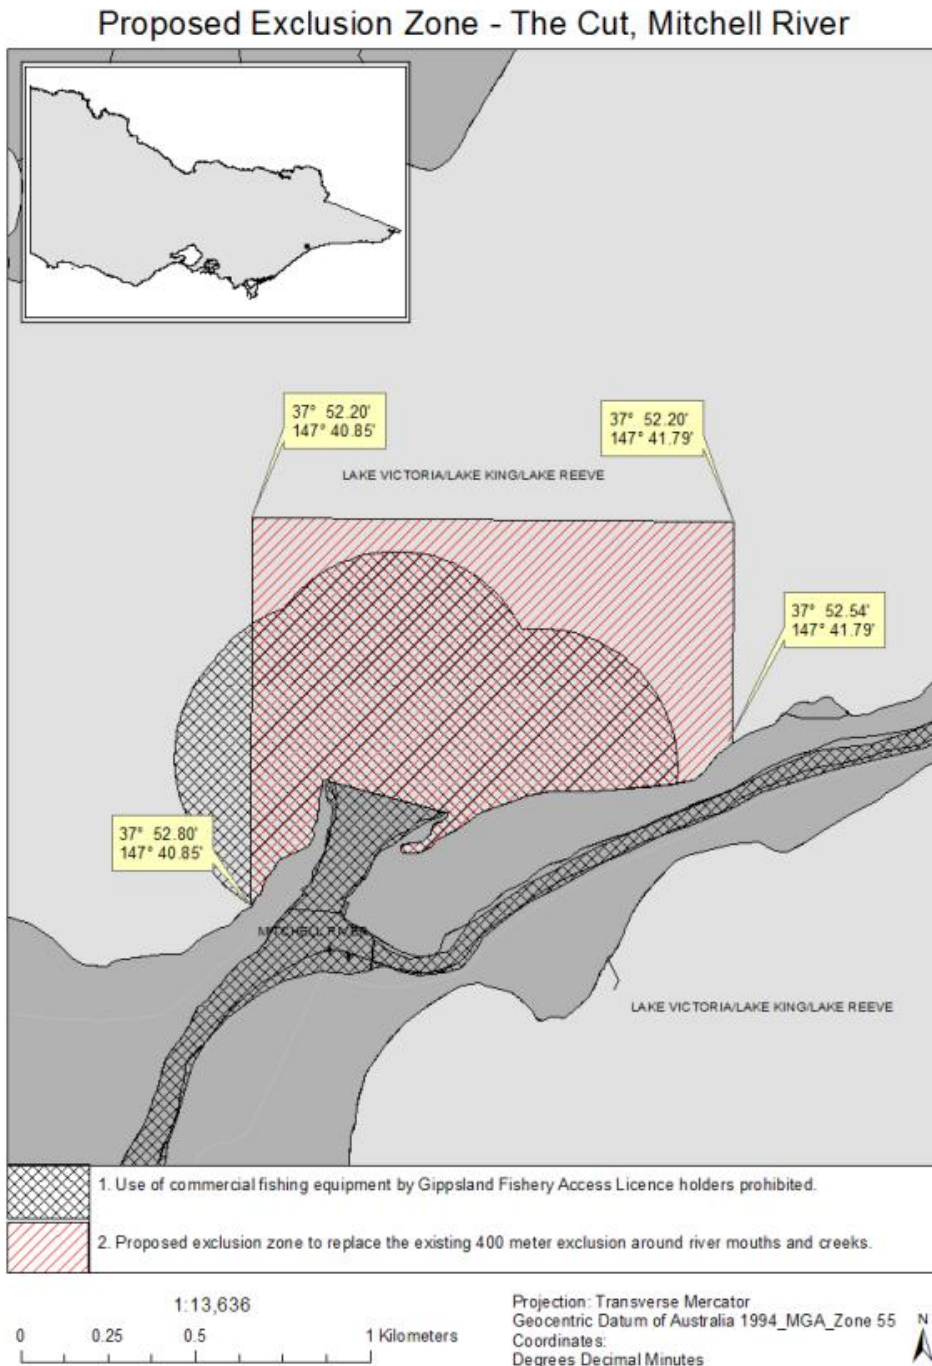 Proposed Exclusion Zone - The Cut, Mitchell River
37° 52.20'
147° 40.85'
37° 52.20'
147° 41.79'
LAKE VICTORIA/LAKE KING/LAKE REEVE
37° 52.54'
147° 41.79'
37° 52.80'
147° 40.85'
MITCHELL RIVER
LAKE VICTORIA/LAKE KING/LAKE REEVE
1. Use of commercial fishing equipment by Gippsland Fishery Access Licence holders prohibited.
2. Proposed exclusion zone to replace the existing 400 meter exclusion around river mouths and creeks.
1:13,636
0 0.25 0.5 1 Kilometers
Projection: Transverse Mercator
Geocentric Datum of Australia 1994_MGA_Zone 55
Coordinates:
Degrees Decimal Minutes
N